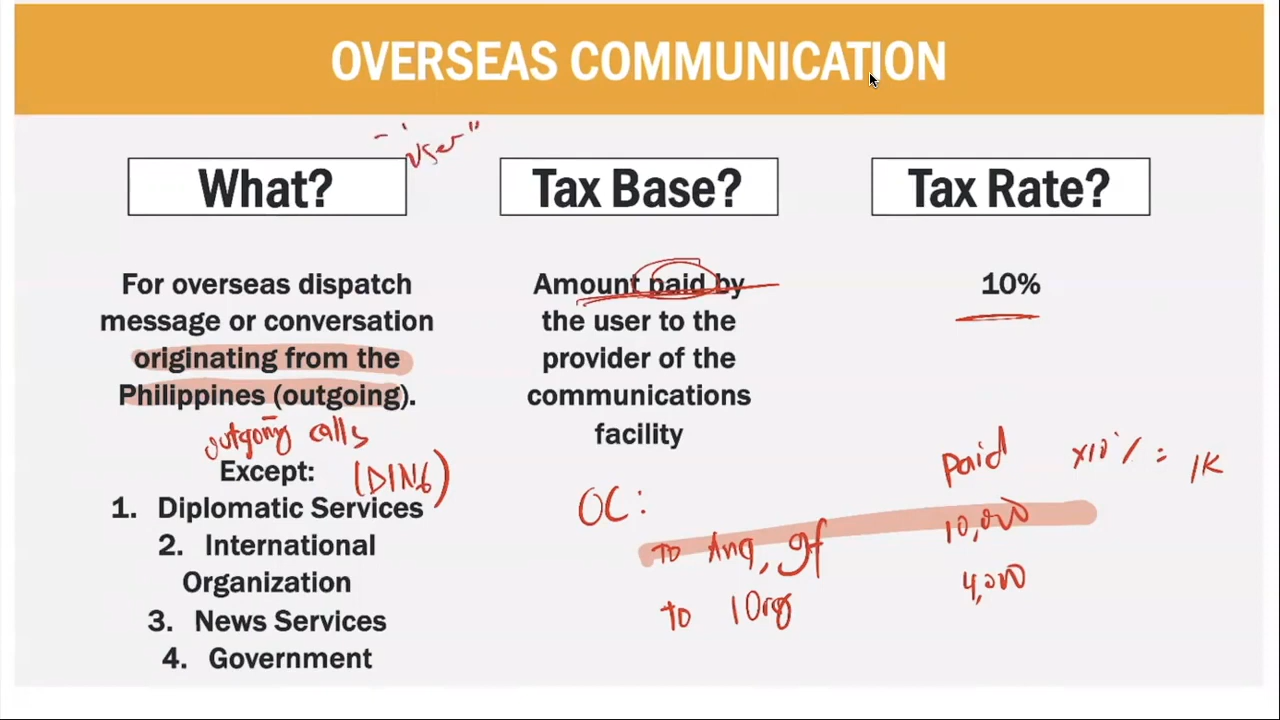 OVERSEAS COMMUNICATION
- "User"
What?
For overseas dispatch
message or conversation
originating from the
Philippines (outgoing).
outgoing calls
Except: (DING)
1. Diplomatic Services
2. International
Organization
3. News Services
4. Government
Tax Base?
Amount paid by
the user to the
provider of the
communications
facility
Tax Rate?
10%
OC:
paid x10% = 1K
to Ana, gf 10,000
to IOrg 4,000